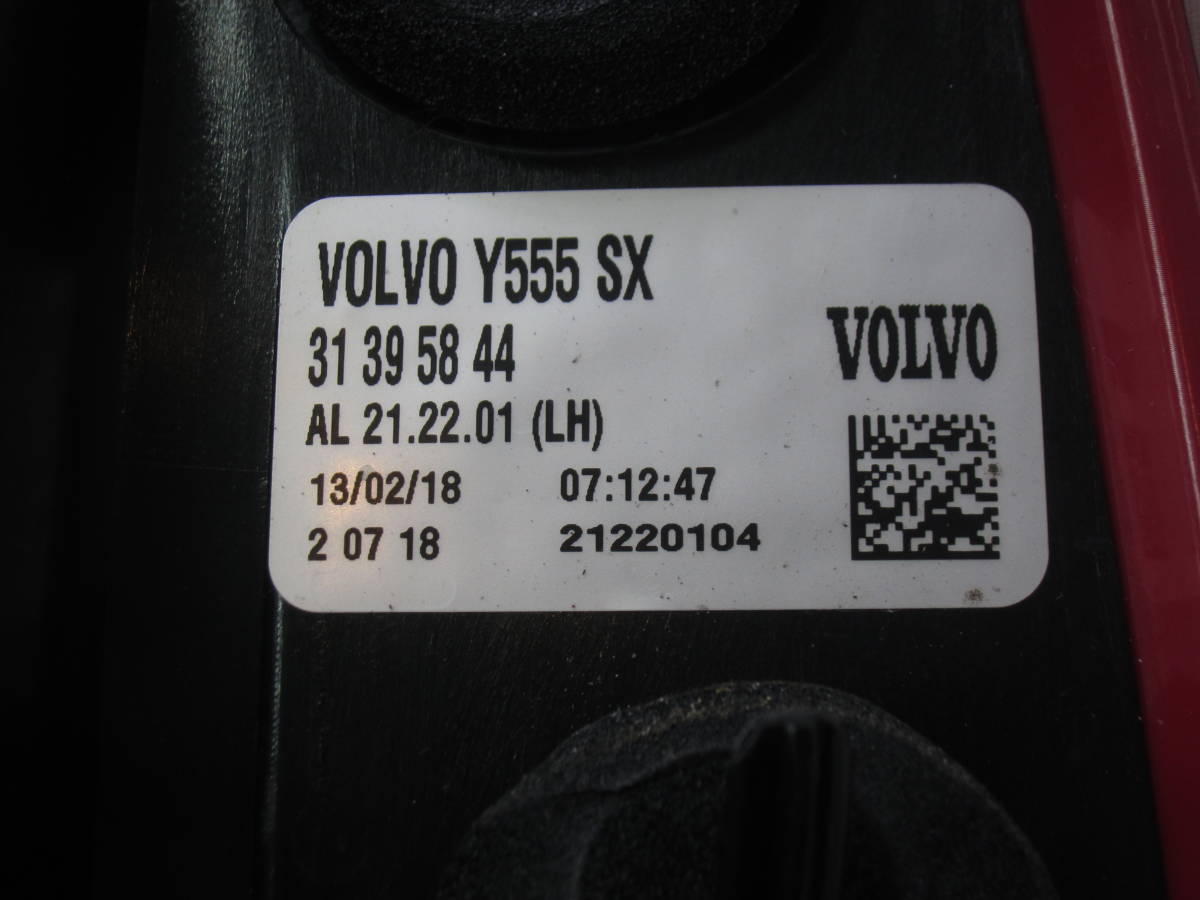 VOLVO Y555 SX
31 39 58 44
VOLVO
AL 21.22.01 (LH)
13/02/18 07:12:47
2 07 18 21220104